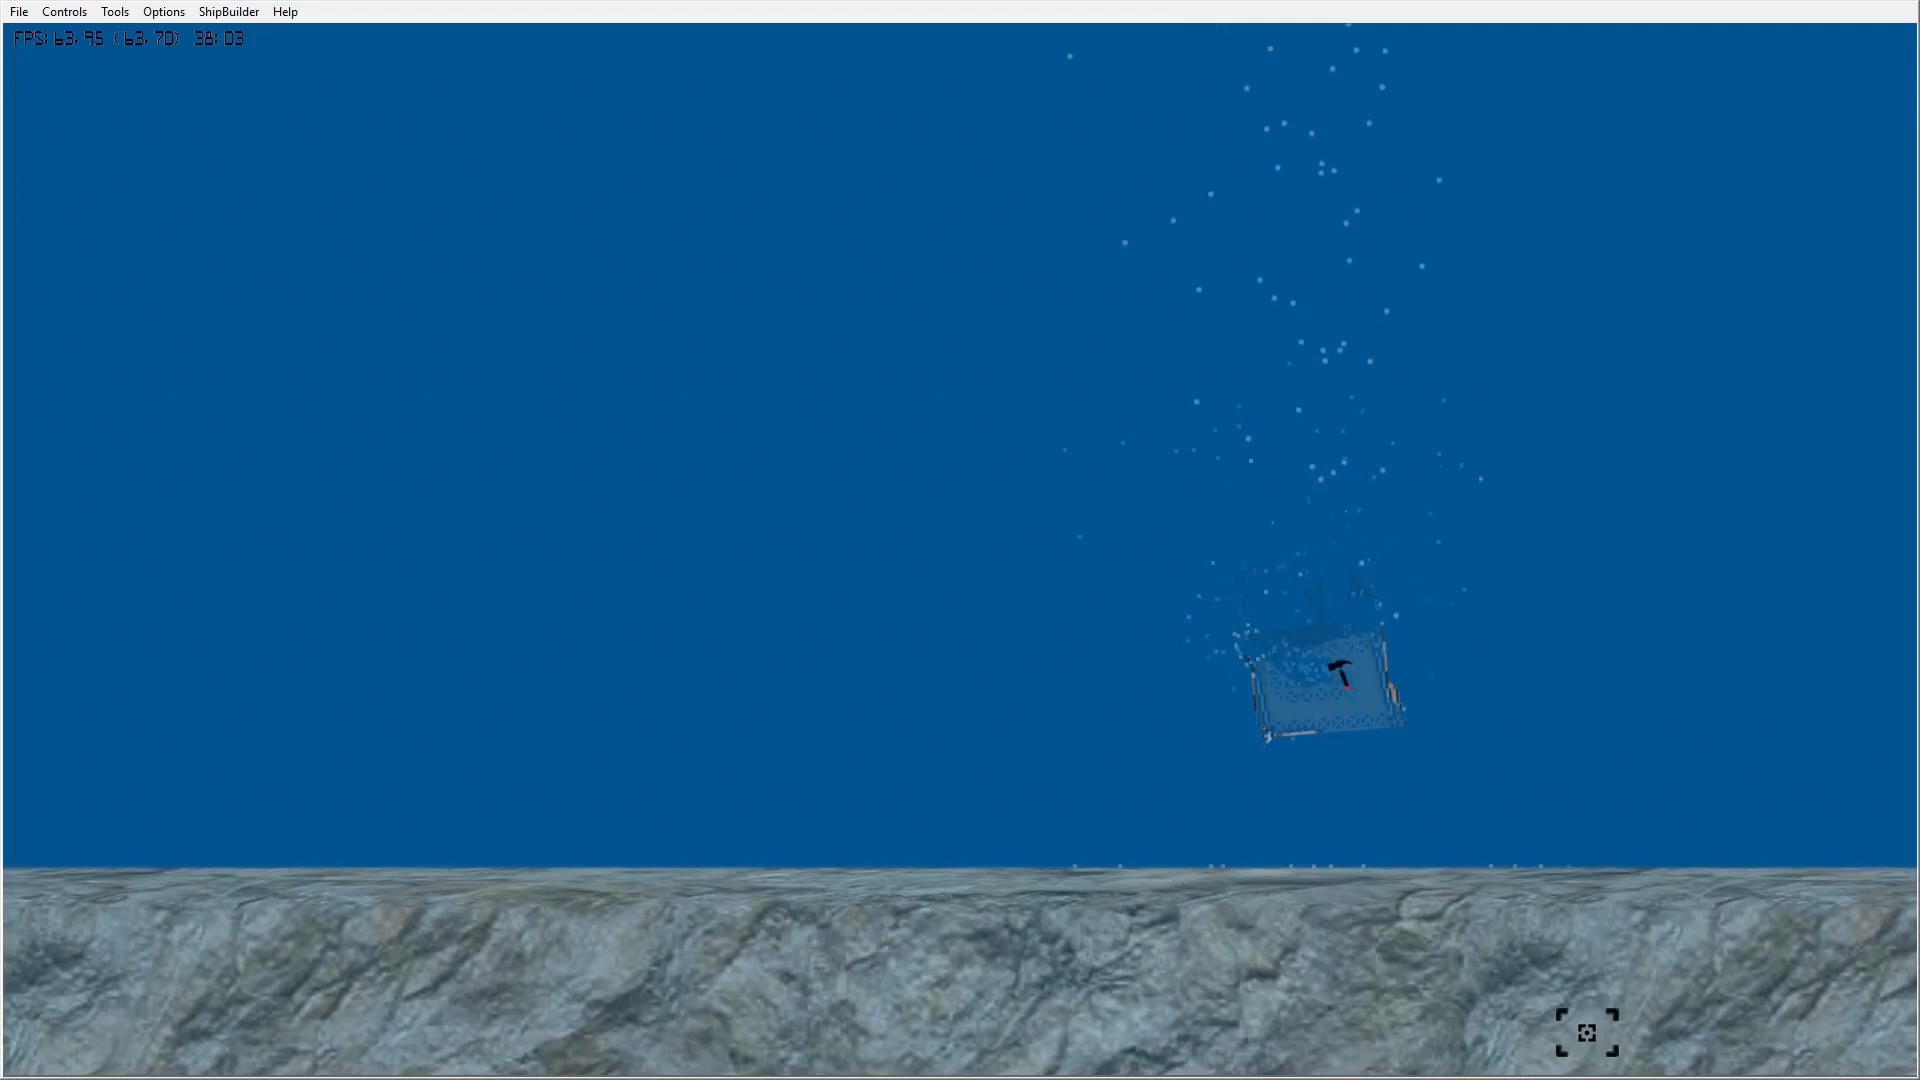 File Controls Tools Options ShipBuilder Help
FPS: 63.95 (63.70) 38:03